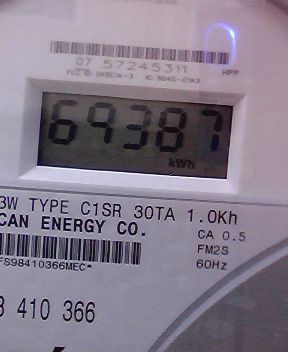 07 57245311
HPP
69387
kWh
3W TYPE C1SR 30TA 1.0Kh
CAN ENERGY CO.
CA 0.5
FM2S
60Hz
FS98410366MEC*
410 366